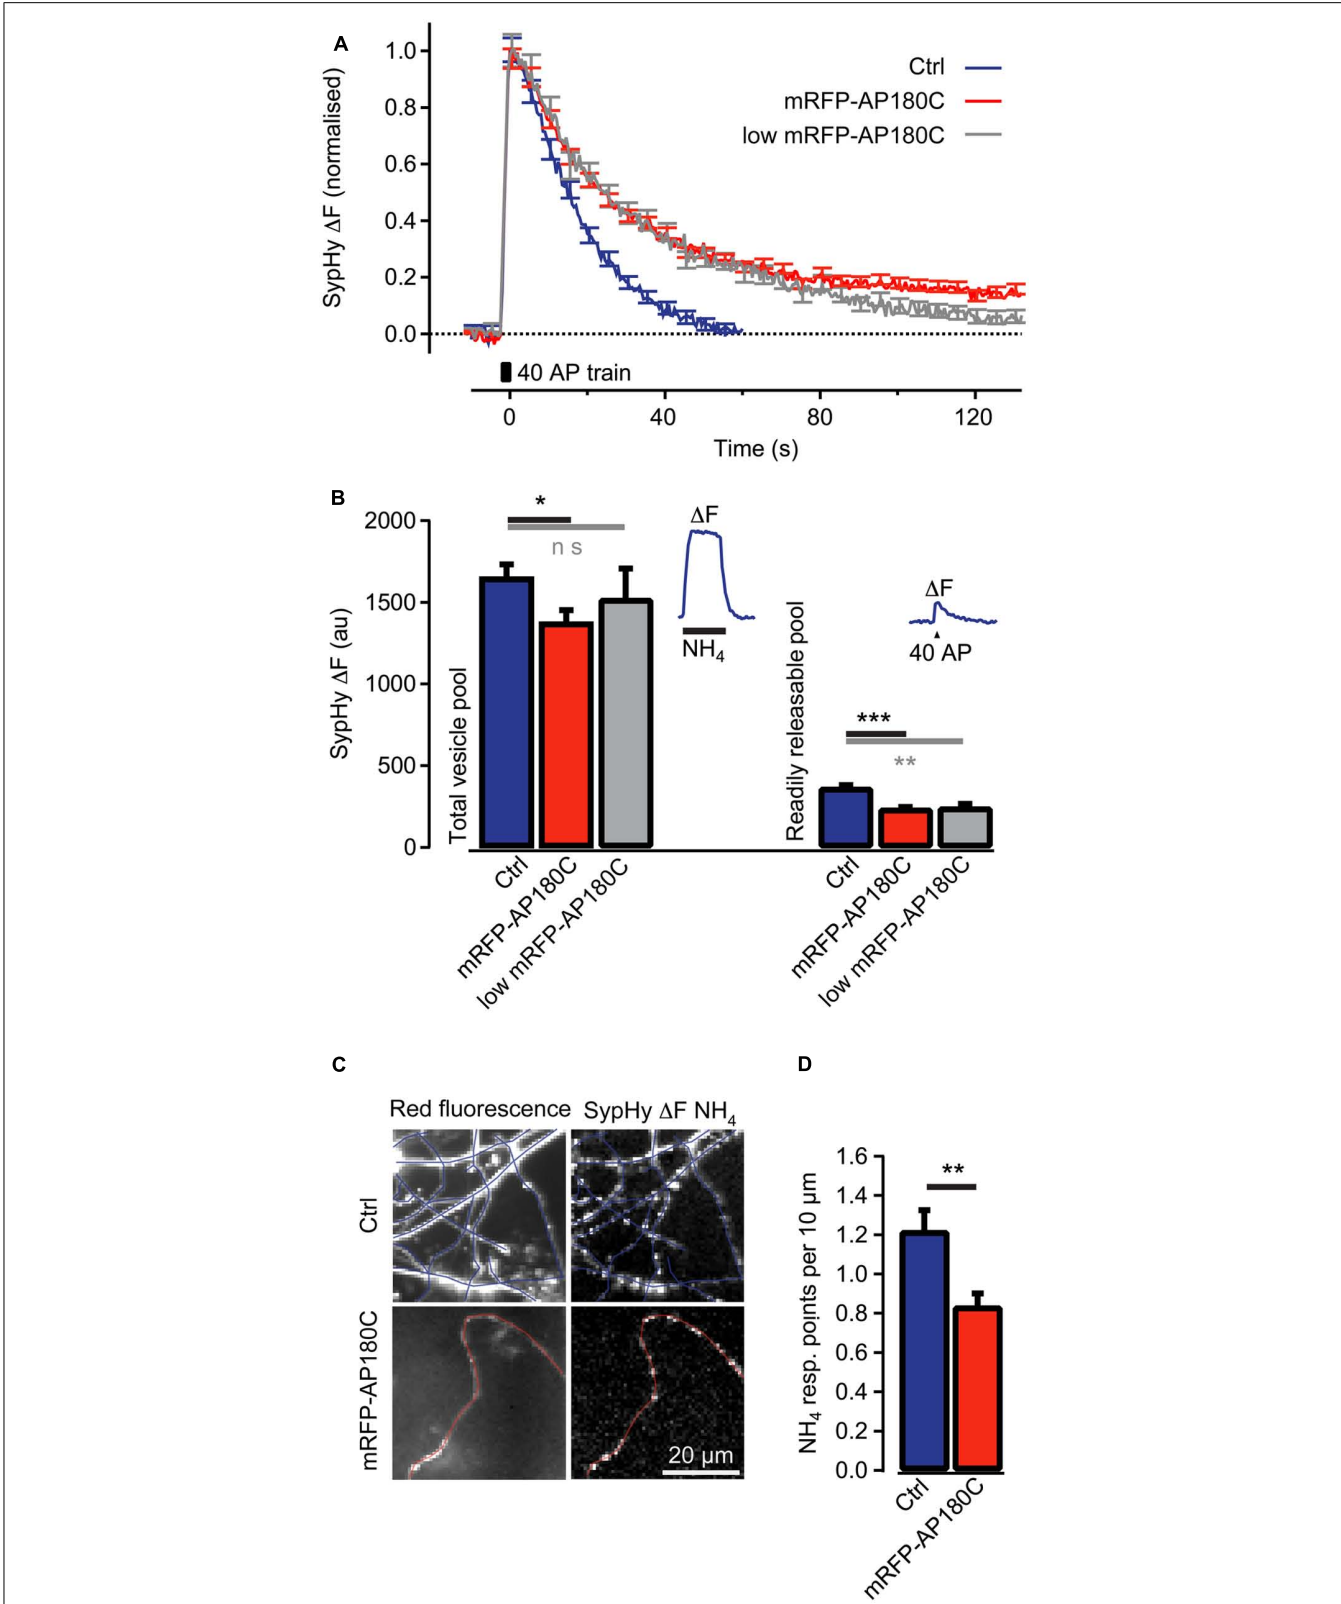 A
SypHy ΔF (normalised)
1.0
0.8
0.6
0.4
0.2
0.0
Ctrl
mRFP-AP180C
low mRFP-AP180C
40 AP train
0 40 80 120
Time (s)
B
SypHy ΔF (au)
2000
1500
1000
500
0
Total vesicle pool
*
n s
ΔF
NH4
Readily releasable pool
***
**
ΔF
40 AP
Ctrl
mRFP-AP180C
low mRFP-AP180C
Ctrl
mRFP-AP180C
low mRFP-AP180C
C
Red fluorescence
SypHy ΔF NH4
Ctrl
mRFP-AP180C
20 µm
D
NH4 resp. points per 10 µm
1.6
1.4
1.2
1.0
0.8
0.6
0.4
0.2
0.0
**
Ctrl
mRFP-AP180C